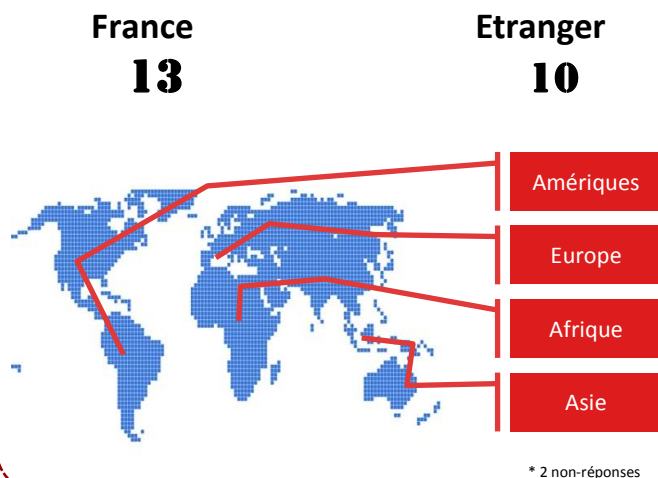 France
Etranger
13
10
Amériques
Europe
Afrique
Asie
* 2 non-réponses